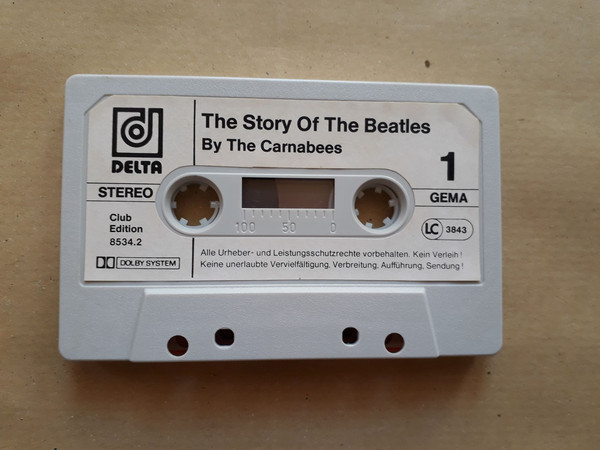 The Story Of The Beatles
By The Carnabees
DELTA
1
STEREO
GEMA
Club
Edition
8534.2
100 50 0
LC 3843
DOLBY SYSTEM
Alle Urheber- und Leistungsschutzrechte vorbehalten. Kein Verleih!
Keine unerlaubte Vervielfältigung, Verbreitung, Aufführung, Sendung!